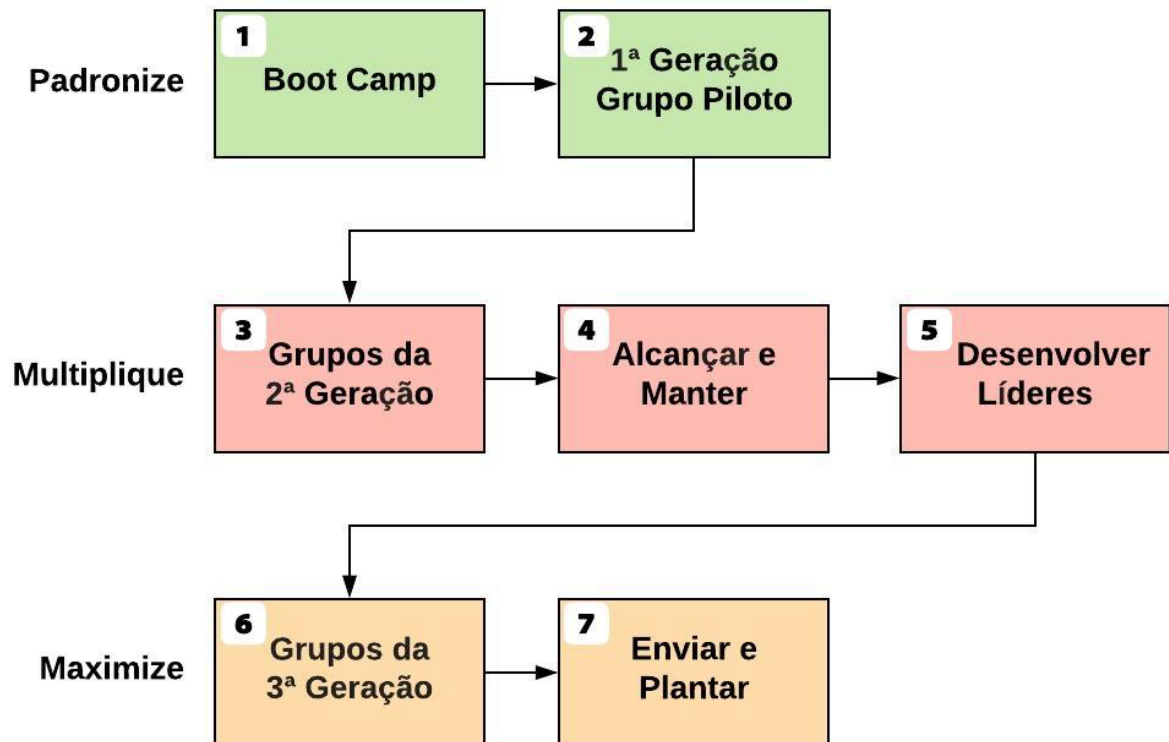 Padronize
1
Boot Camp
2
1ª Geração
Grupo Piloto
Multiplique
3
Grupos da
2ª Geração
4
Alcançar e
Manter
5
Desenvolver
Líderes
Maximize
6
Grupos da
3ª Geração
7
Enviar e
Plantar